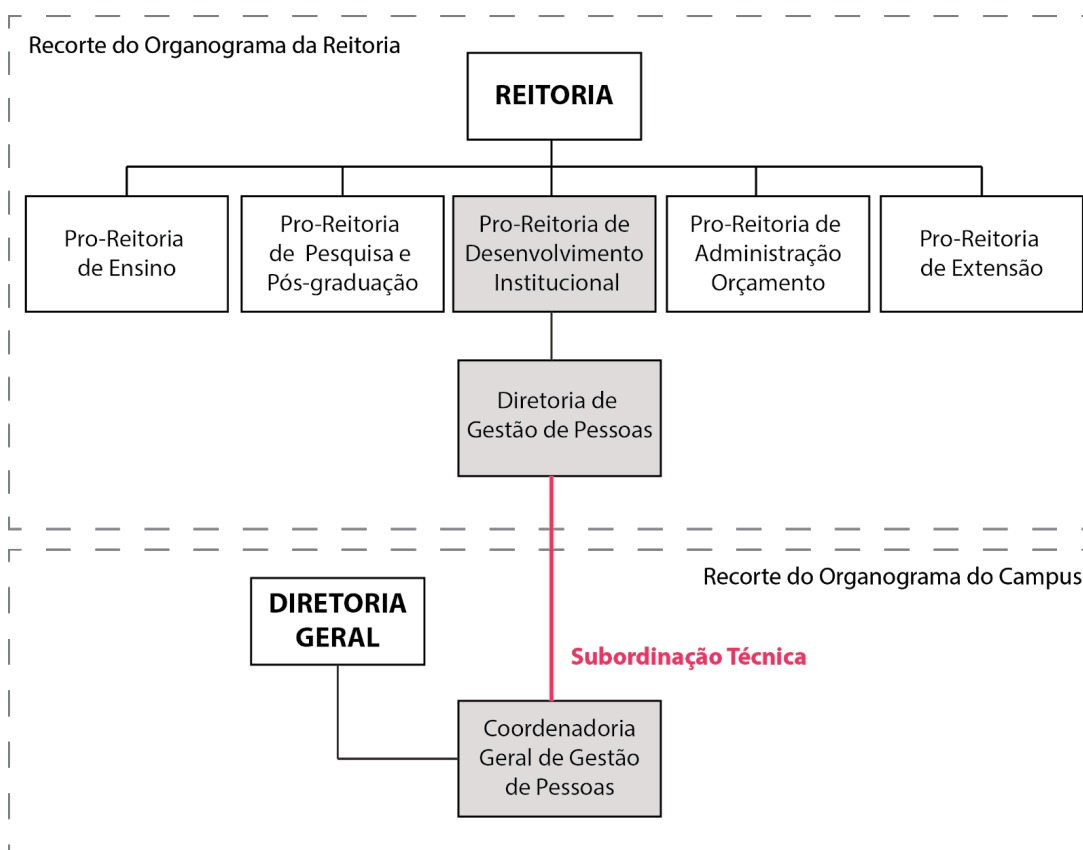 Recorte do Organograma da Reitoria
REITORIA
Pro-Reitoria
de Ensino
Pro-Reitoria
de Pesquisa e
Pós-graduação
Pro-Reitoria de
Desenvolvimento
Institucional
Pro-Reitoria de
Administração
Orçamento
Pro-Reitoria
de Extensão
Diretoria de
Gestão de Pessoas
Recorte do Organograma do Campus
DIRETORIA
GERAL
Subordinação Técnica
Coordenadoria
Geral de Gestão
de Pessoas